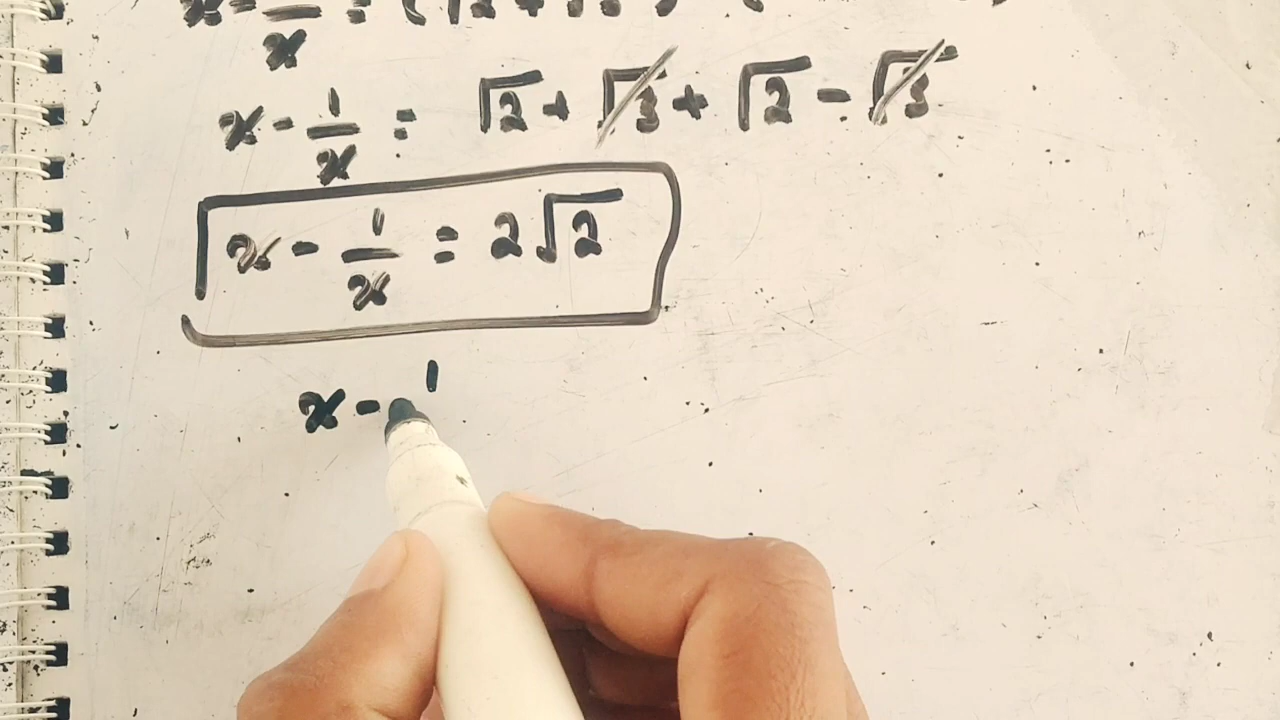 x - 1/x = √2 + √3 + √2 - √3
x - 1/x = 2√2
x - 1